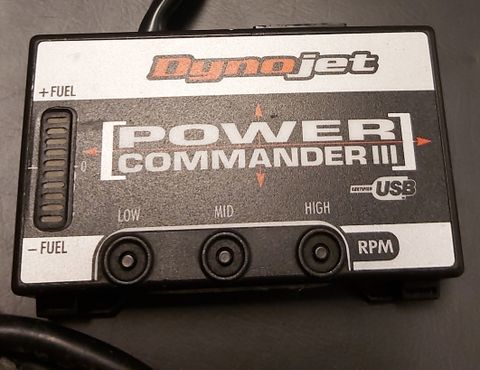 Dynojet
+ FUEL
POWER
COMMANDER III
0
CERTIFIED USB
LOW MID HIGH
− FUEL
RPM